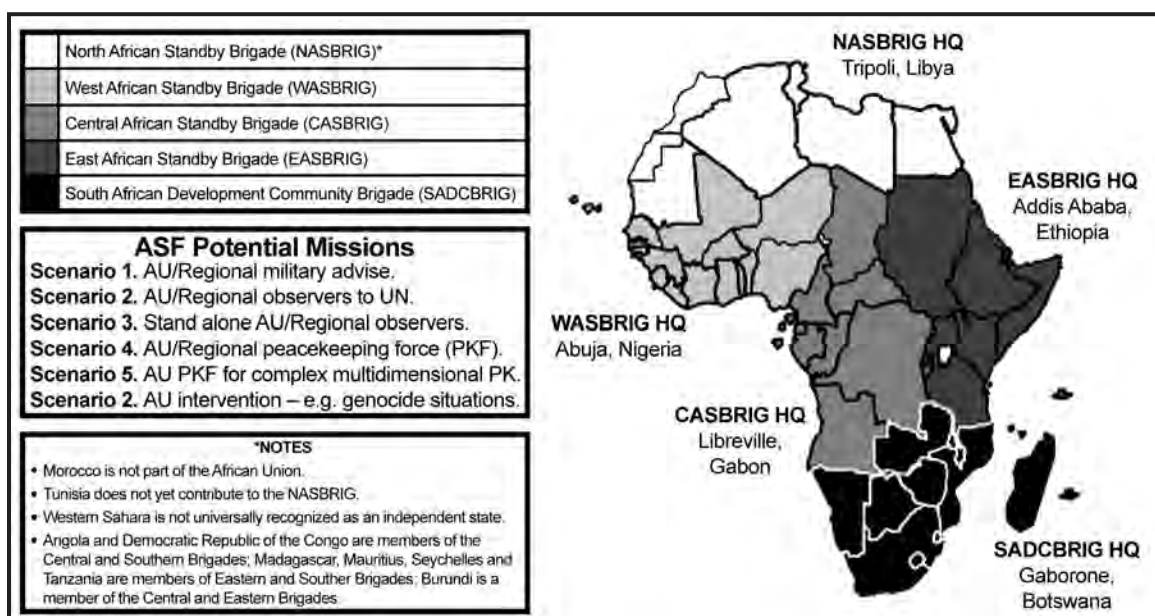 North African Standby Brigade (NASBRIG)*
West African Standby Brigade (WASBRIG)
Central African Standby Brigade (CASBRIG)
East African Standby Brigade (EASBRIG)
South African Development Community Brigade (SADCBRIG)
ASF Potential Missions
Scenario 1. AU/Regional military advise.
Scenario 2. AU/Regional observers to UN.
Scenario 3. Stand alone AU/Regional observers.
Scenario 4. AU/Regional peacekeeping force (PKF).
Scenario 5. AU PKF for complex multidimensional PK.
Scenario 2. AU intervention – e.g. genocide situations.
*NOTES
• Morocco is not part of the African Union.
• Tunisia does not yet contribute to the NASBRIG.
• Western Sahara is not universally recognized as an independent state.
• Angola and Democratic Republic of the Congo are members of the
Central and Southern Brigades; Madagascar, Mauritius, Seychelles and
Tanzania are members of Eastern and Souther Brigades; Burundi is a
member of the Central and Eastern Brigades.
NASBRIG HQ
Tripoli, Libya
EASBRIG HQ
Addis Ababa,
Ethiopia
WASBRIG HQ
Abuja, Nigeria
CASBRIG HQ
Libreville,
Gabon
SADCBRIG HQ
Gaborone,
Botswana